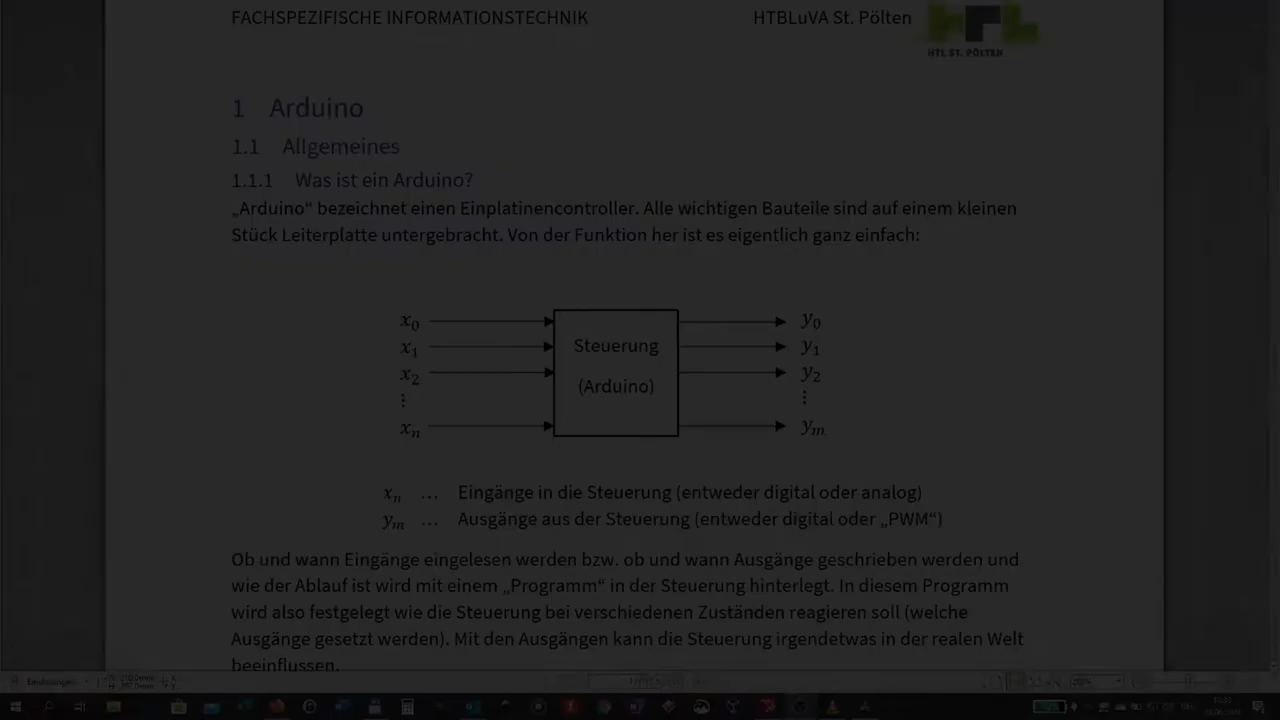 FACHSPEZIFISCHE INFORMATIONSTECHNIK HTBLuVA St. Pölten
HTL ST. PÖLTEN
1 Arduino
1.1 Allgemeines
1.1.1 Was ist ein Arduino?
„Arduino“ bezeichnet einen Einplatinencontroller. Alle wichtigen Bauteile sind auf einem kleinen
Stück Leiterplatte untergebracht. Von der Funktion her ist es eigentlich ganz einfach:
x0 y0
x1 Steuerung y1
x2 (Arduino) y2
⋮ ⋮
xn ym
xn … Eingänge in die Steuerung (entweder digital oder analog)
ym … Ausgänge aus der Steuerung (entweder digital oder „PWM“)
Ob und wann Eingänge eingelesen werden bzw. ob und wann Ausgänge geschrieben werden und
wie der Ablauf ist wird mit einem „Programm“ in der Steuerung hinterlegt. In diesem Programm
wird also festgelegt wie die Steuerung bei verschiedenen Zuständen reagieren soll (welche
Ausgänge gesetzt werden). Mit den Ausgängen kann die Steuerung irgendetwas in der realen Welt
beeinflussen.